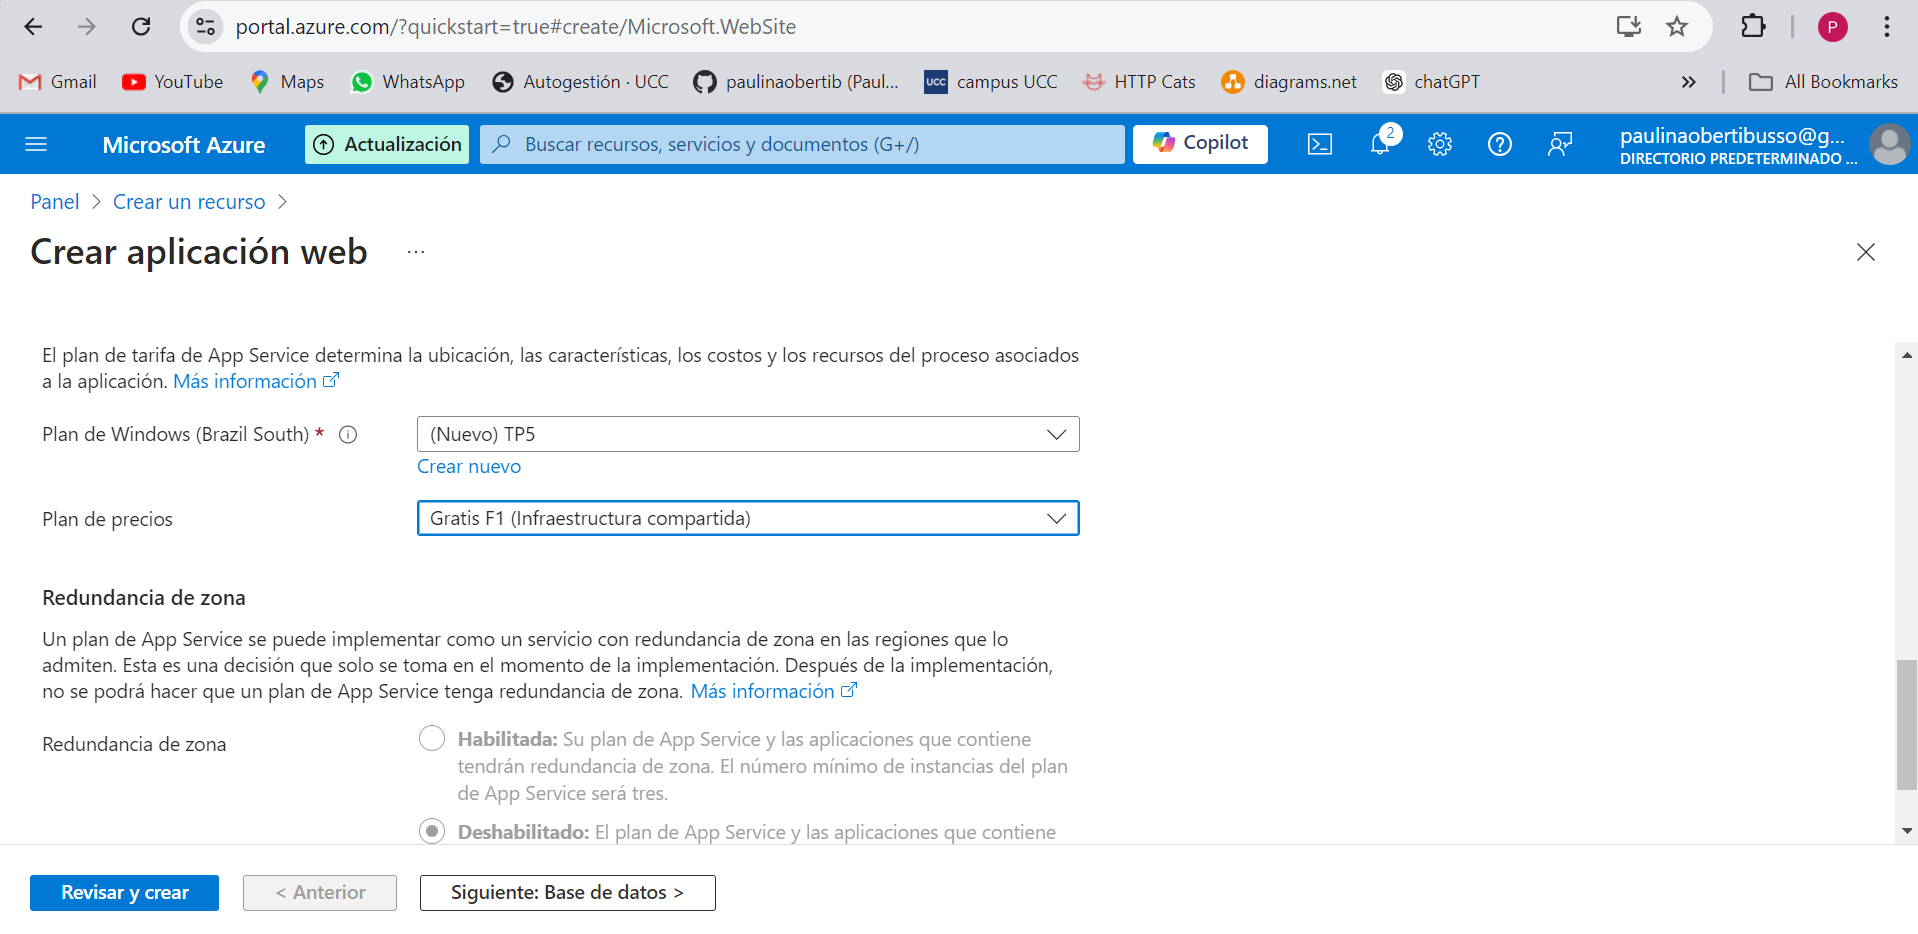 portal.azure.com/?quickstart=true#create/Microsoft.WebSite
P
Gmail
YouTube
Maps
WhatsApp
Autogestión · UCC
paulinaobertib (Paul...
UCC
campus UCC
HTTP Cats
diagrams.net
chatGPT
»
All Bookmarks
Microsoft Azure
Actualización
Buscar recursos, servicios y documentos (G+/)
Copilot
2
paulinaobertibusso@g...
DIRECTORIO PREDETERMINADO ...
Panel > Crear un recurso >
Crear aplicación web ...
El plan de tarifa de App Service determina la ubicación, las características, los costos y los recursos del proceso asociados
a la aplicación. Más información
Plan de Windows (Brazil South) *
(Nuevo) TP5
Crear nuevo
Plan de precios
Gratis F1 (Infraestructura compartida)
Redundancia de zona
Un plan de App Service se puede implementar como un servicio con redundancia de zona en las regiones que lo
admiten. Esta es una decisión que solo se toma en el momento de la implementación. Después de la implementación,
no se podrá hacer que un plan de App Service tenga redundancia de zona. Más información
Redundancia de zona
Habilitada: Su plan de App Service y las aplicaciones que contiene
tendrán redundancia de zona. El número mínimo de instancias del plan
de App Service será tres.
Deshabilitado: El plan de App Service y las aplicaciones que contiene
Revisar y crear
< Anterior
Siguiente: Base de datos >